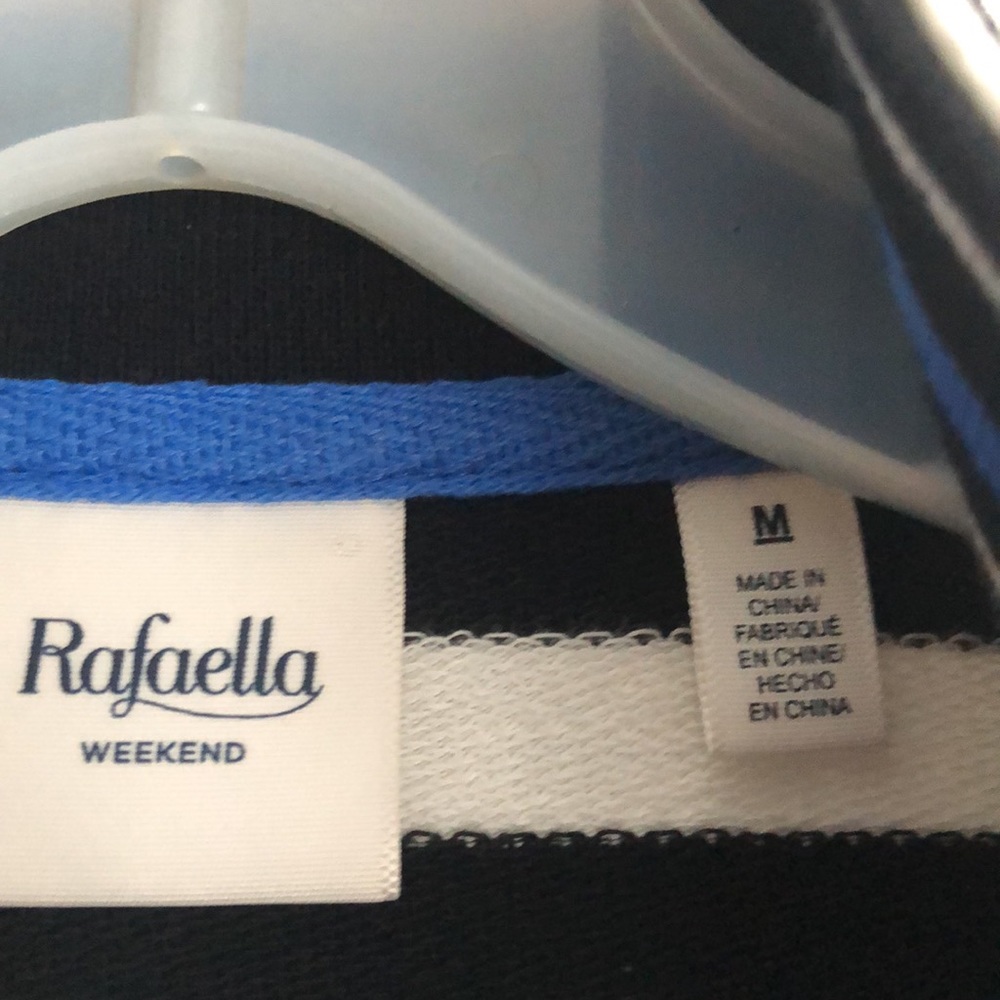 Rafaella
WEEKEND
M
MADE IN
CHINA/
FABRIQUÉ
EN CHINE/
HECHO
EN CHINA